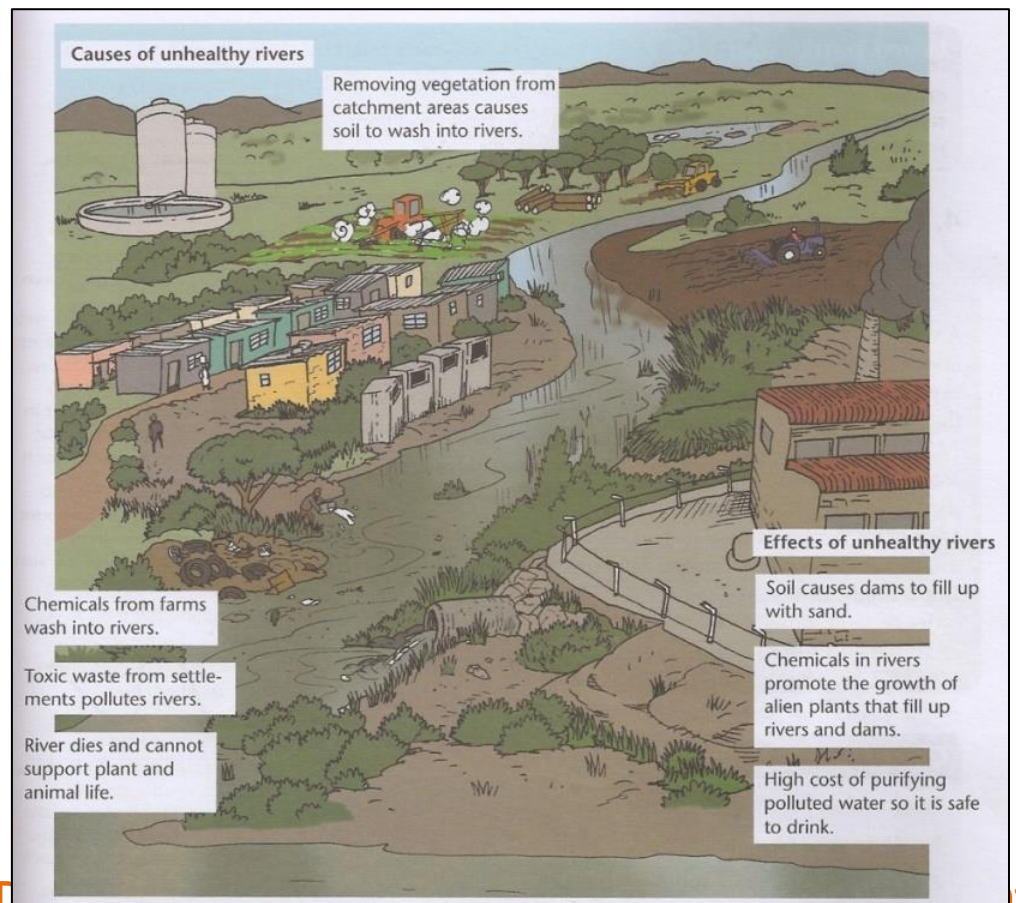 Causes of unhealthy rivers
Removing vegetation from
catchment areas causes
soil to wash into rivers.
Chemicals from farms
wash into rivers.
Toxic waste from settle-
ments pollutes rivers.
River dies and cannot
support plant and
animal life.
Effects of unhealthy rivers
Soil causes dams to fill up
with sand.
Chemicals in rivers
promote the growth of
alien plants that fill up
rivers and dams.
High cost of purifying
polluted water so it is safe
to drink.